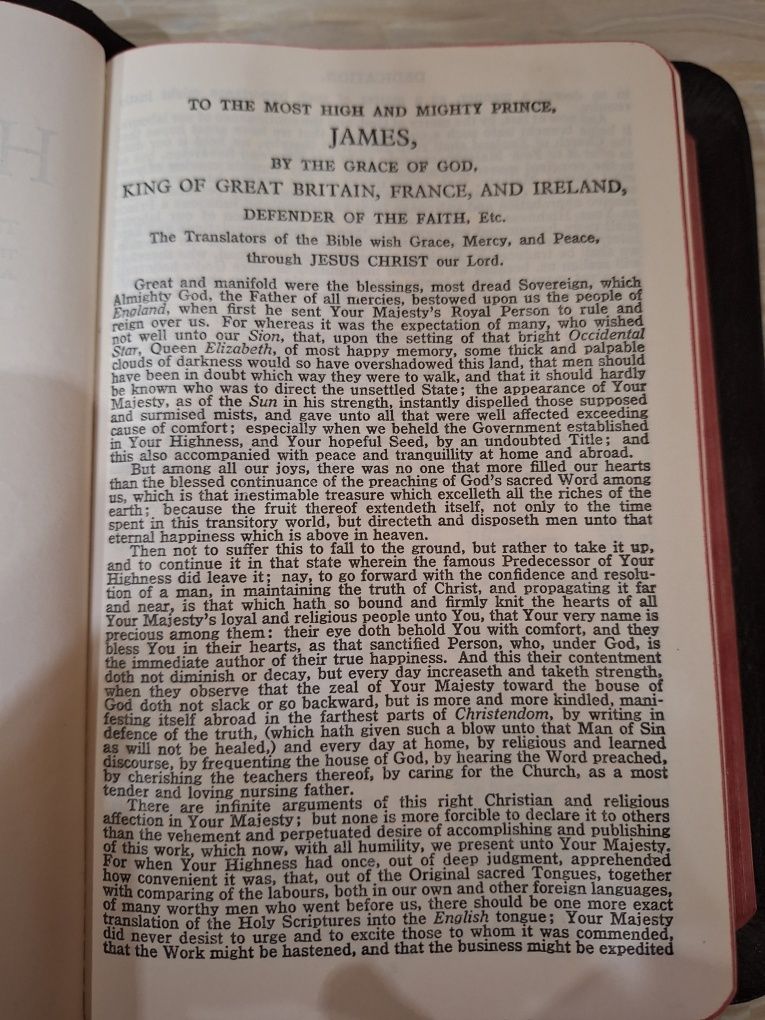 TO THE MOST HIGH AND MIGHTY PRINCE,
JAMES,
BY THE GRACE OF GOD,
KING OF GREAT BRITAIN, FRANCE, AND IRELAND,
DEFENDER OF THE FAITH, Etc.
The Translators of the Bible wish Grace, Mercy, and Peace,
through JESUS CHRIST our Lord.
Great and manifold were the blessings, most dread Sovereign, which
Almighty God, the Father of all mercies, bestowed upon us the people of
England, when first he sent Your Majesty's Royal Person to rule and
reign over us. For whereas it was the expectation of many, who wished
not well unto our Sion, that, upon the setting of that bright Occidental
Star, Queen Elizabeth, of most happy memory, some thick and palpable
clouds of darkness would so have overshadowed this land, that men should
have been in doubt which way they were to walk, and that it should hardly
be known who was to direct the unsettled State; the appearance of Your
Majesty, as of the Sun in his strength, instantly dispelled those supposed
and surmised mists, and gave unto all that were well affected exceeding
cause of comfort; especially when we beheld the Government established
in Your Highness, and Your hopeful Seed, by an undoubted Title; and
this also accompanied with peace and tranquillity at home and abroad.
But among all our joys, there was no one that more filled our hearts
than the blessed continuance of the preaching of God's sacred Word among
us, which is that inestimable treasure which excelleth all the riches of the
earth; because the fruit thereof extendeth itself, not only to the time
spent in this transitory world, but directeth and disposeth men unto that
eternal happiness which is above in heaven.
Then not to suffer this to fall to the ground, but rather to take it up,
and to continue it in that state wherein the famous Predecessor of Your
Highness did leave it; nay, to go forward with the confidence and resolu-
tion of a man, in maintaining the truth of Christ, and propagating it far
and near, is that which hath so bound and firmly knit the hearts of all
Your Majesty's loyal and religious people unto You, that Your very name is
precious among them: their eye doth behold You with comfort, and they
bless You in their hearts, as that sanctified Person, who, under God, is
the immediate author of their true happiness. And this their contentment
doth not diminish or decay, but every day increaseth and taketh strength,
when they observe that the zeal of Your Majesty toward the house of
God doth not slack or go backward, but is more and more kindled, mani-
festing itself abroad in the farthest parts of Christendom, by writing in
defence of the truth, (which hath given such a blow unto that Man of Sin
as will not be healed,) and every day at home, by religious and learned
discourse, by frequenting the house of God, by hearing the Word preached,
by cherishing the teachers thereof, by caring for the Church, as a most
tender and loving nursing father.
There are infinite arguments of this right Christian and religious
affection in Your Majesty; but none is more forcible to declare it to others
than the vehement and perpetuated desire of accomplishing and publishing
of this work, which now, with all humility, we present unto Your Majesty.
For when Your Highness had once, out of deep judgment, apprehended
how convenient it was, that, out of the Original sacred Tongues, together
with comparing of the labours, both in our own and other foreign languages,
of many worthy men who went before us, there should be one more exact
translation of the Holy Scriptures into the English tongue; Your Majesty
did never desist to urge and to excite those to whom it was commended,
that the Work might be hastened, and that the business might be expedited